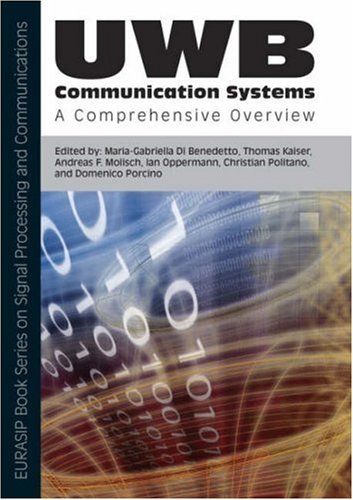 UWB
Communication Systems
A Comprehensive Overview
Edited by: Maria-Gabriella Di Benedetto, Thomas Kaiser,
Andreas F. Molisch, Ian Oppermann, Christian Politano,
and Domenico Porcino
EURASIP Book Series on Signal Processing and Communications